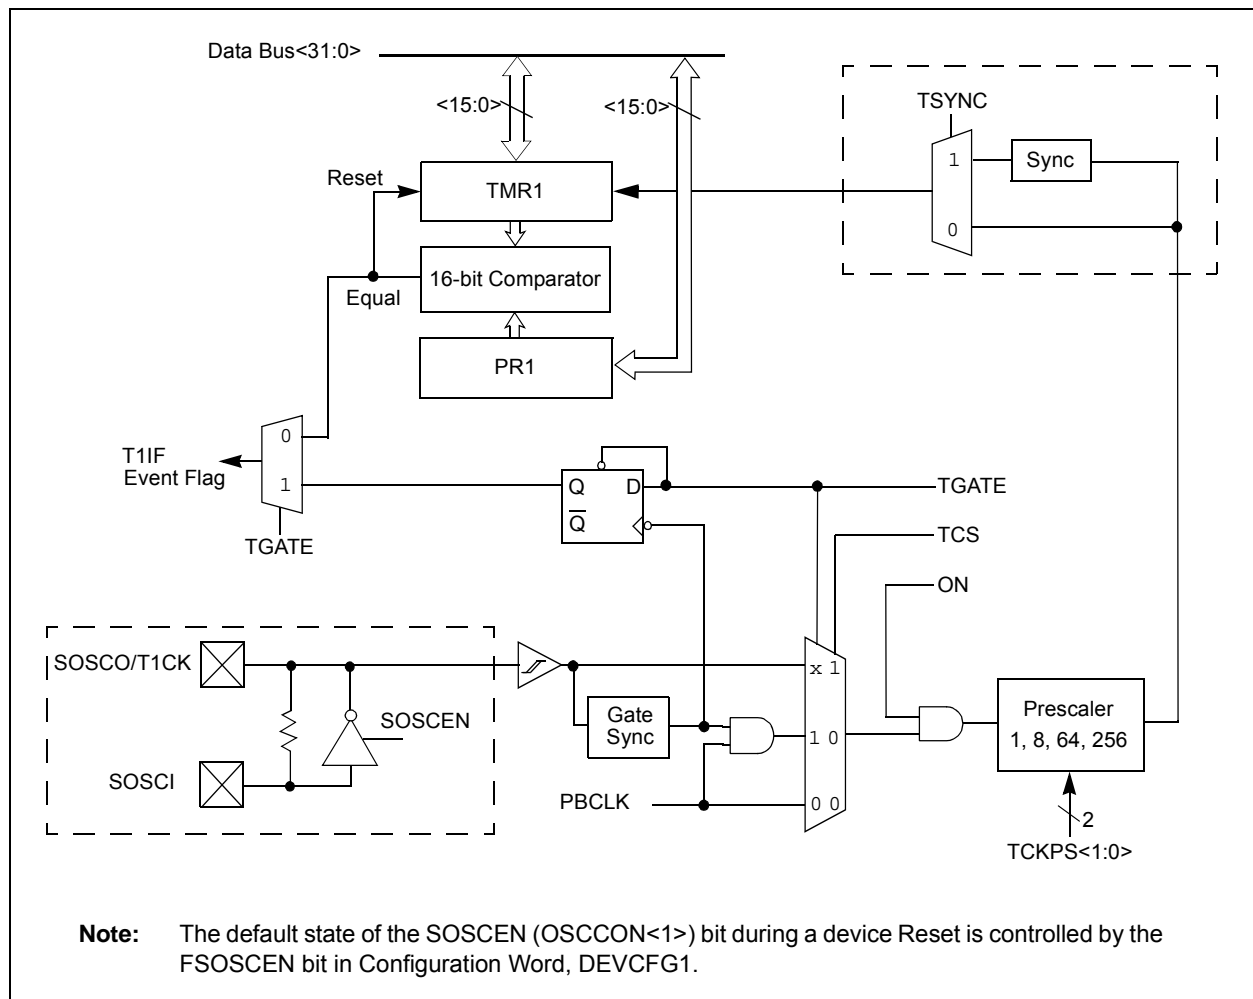 Data Bus<31:0>
<15:0>
<15:0>
TSYNC
1
Sync
Reset
TMR1
0
16-bit Comparator
Equal
PR1
0
T1IF
Event Flag
1
TGATE
Q
D
Q
TGATE
TCS
ON
SOSCO/T1CK
SOSCEN
SOSCI
x 1
Gate
Sync
1 0
PBCLK
0 0
Prescaler
1, 8, 64, 256
2
TCKPS<1:0>
Note: The default state of the SOSCEN (OSCCON<1>) bit during a device Reset is controlled by the
FSOSCEN bit in Configuration Word, DEVCFG1.